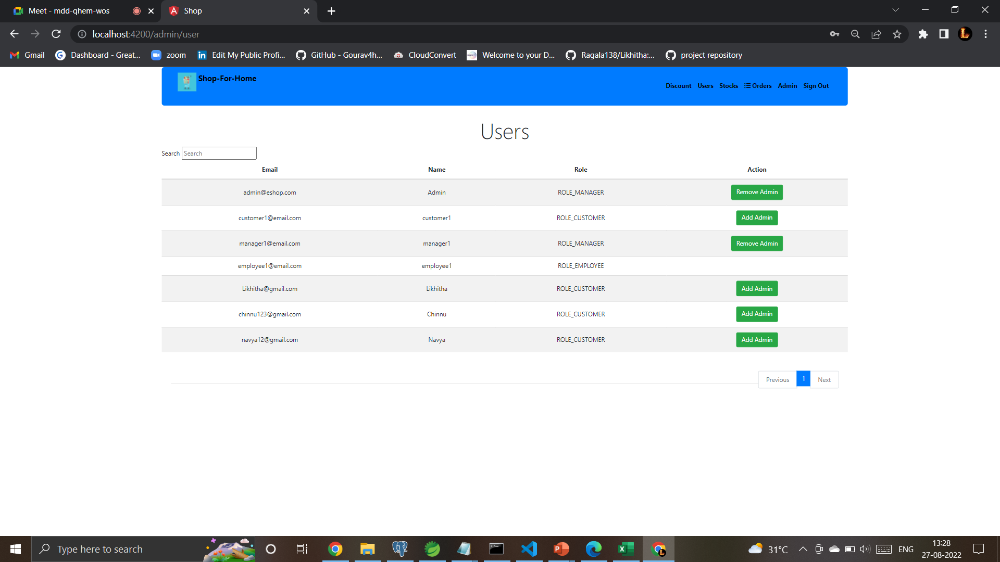 Meet - mdd-qhem-wos
Shop
localhost:4200/admin/user
Gmail
Dashboard - Great...
zoom
Edit My Public Profi...
GitHub - Gourav4h...
CloudConvert
Welcome to your D...
Ragala138/Likhitha:...
project repository
Shop-For-Home
Discount Users Stocks Orders Admin Sign Out
Users
Search Search
Email Name Role Action
admin@eshop.com Admin ROLE_MANAGER Remove Admin
customer1@email.com customer1 ROLE_CUSTOMER Add Admin
manager1@email.com manager1 ROLE_MANAGER Remove Admin
employee1@email.com employee1 ROLE_EMPLOYEE
Likhitha@gmail.com Likhitha ROLE_CUSTOMER Add Admin
chinnu123@gmail.com Chinnu ROLE_CUSTOMER Add Admin
navya12@gmail.com Navya ROLE_CUSTOMER Add Admin
Previous 1 Next
Type here to search
31°C
ENG
13:28
27-08-2022